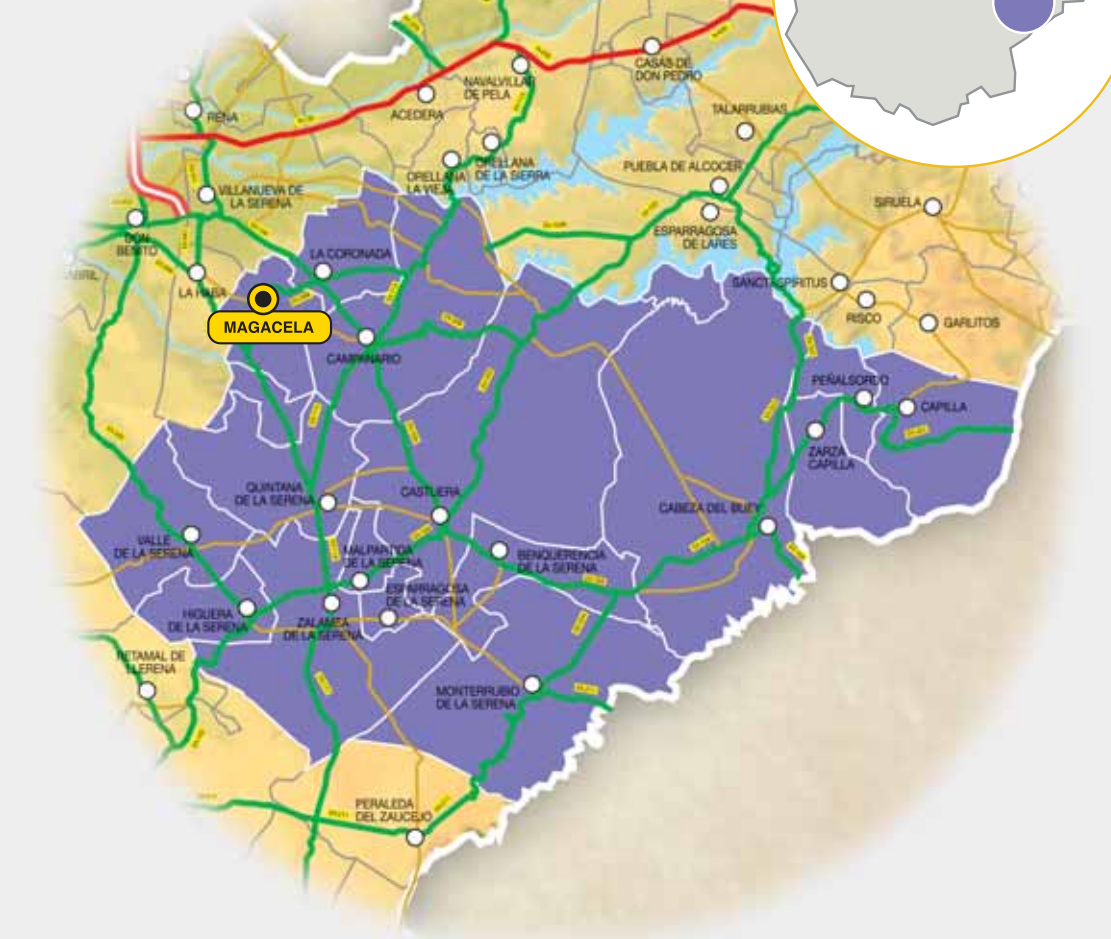 CASAS DE
DON PEDRO
NAVALVILLAR
DE PELA
ACEDERA
RENA
TALARRUBIAS
ORELLANA
DE LA SIERRA
ORELLANA
LA VIEJA
PUEBLA DE ALCOCER
VILLANUEVA DE
LA SERENA
SIRUELA
DON
BENITO
ESPARRAGOSA
DE LARES
LA CORONADA
ABRIL
LA HABA
SANCTI-SPIRITUS
RISCO
GARLITOS
MAGACELA
CAMPANARIO
PEÑALSORDO
CAPILLA
ZARZA
CAPILLA
QUINTANA
DE LA SERENA
CASTUERA
CABEZA DEL BUEY
VALLE
DE LA SERENA
MALPARTIDA
DE LA SERENA
BENQUERENCIA
DE LA SERENA
ESPARRAGOSA
DE LA SERENA
HIGUERA
DE LA SERENA
ZALAMEA
DE LA SERENA
RETAMAL DE
LLERENA
MONTERRUBIO
DE LA SERENA
PERALEDA
DEL ZAUCEJO